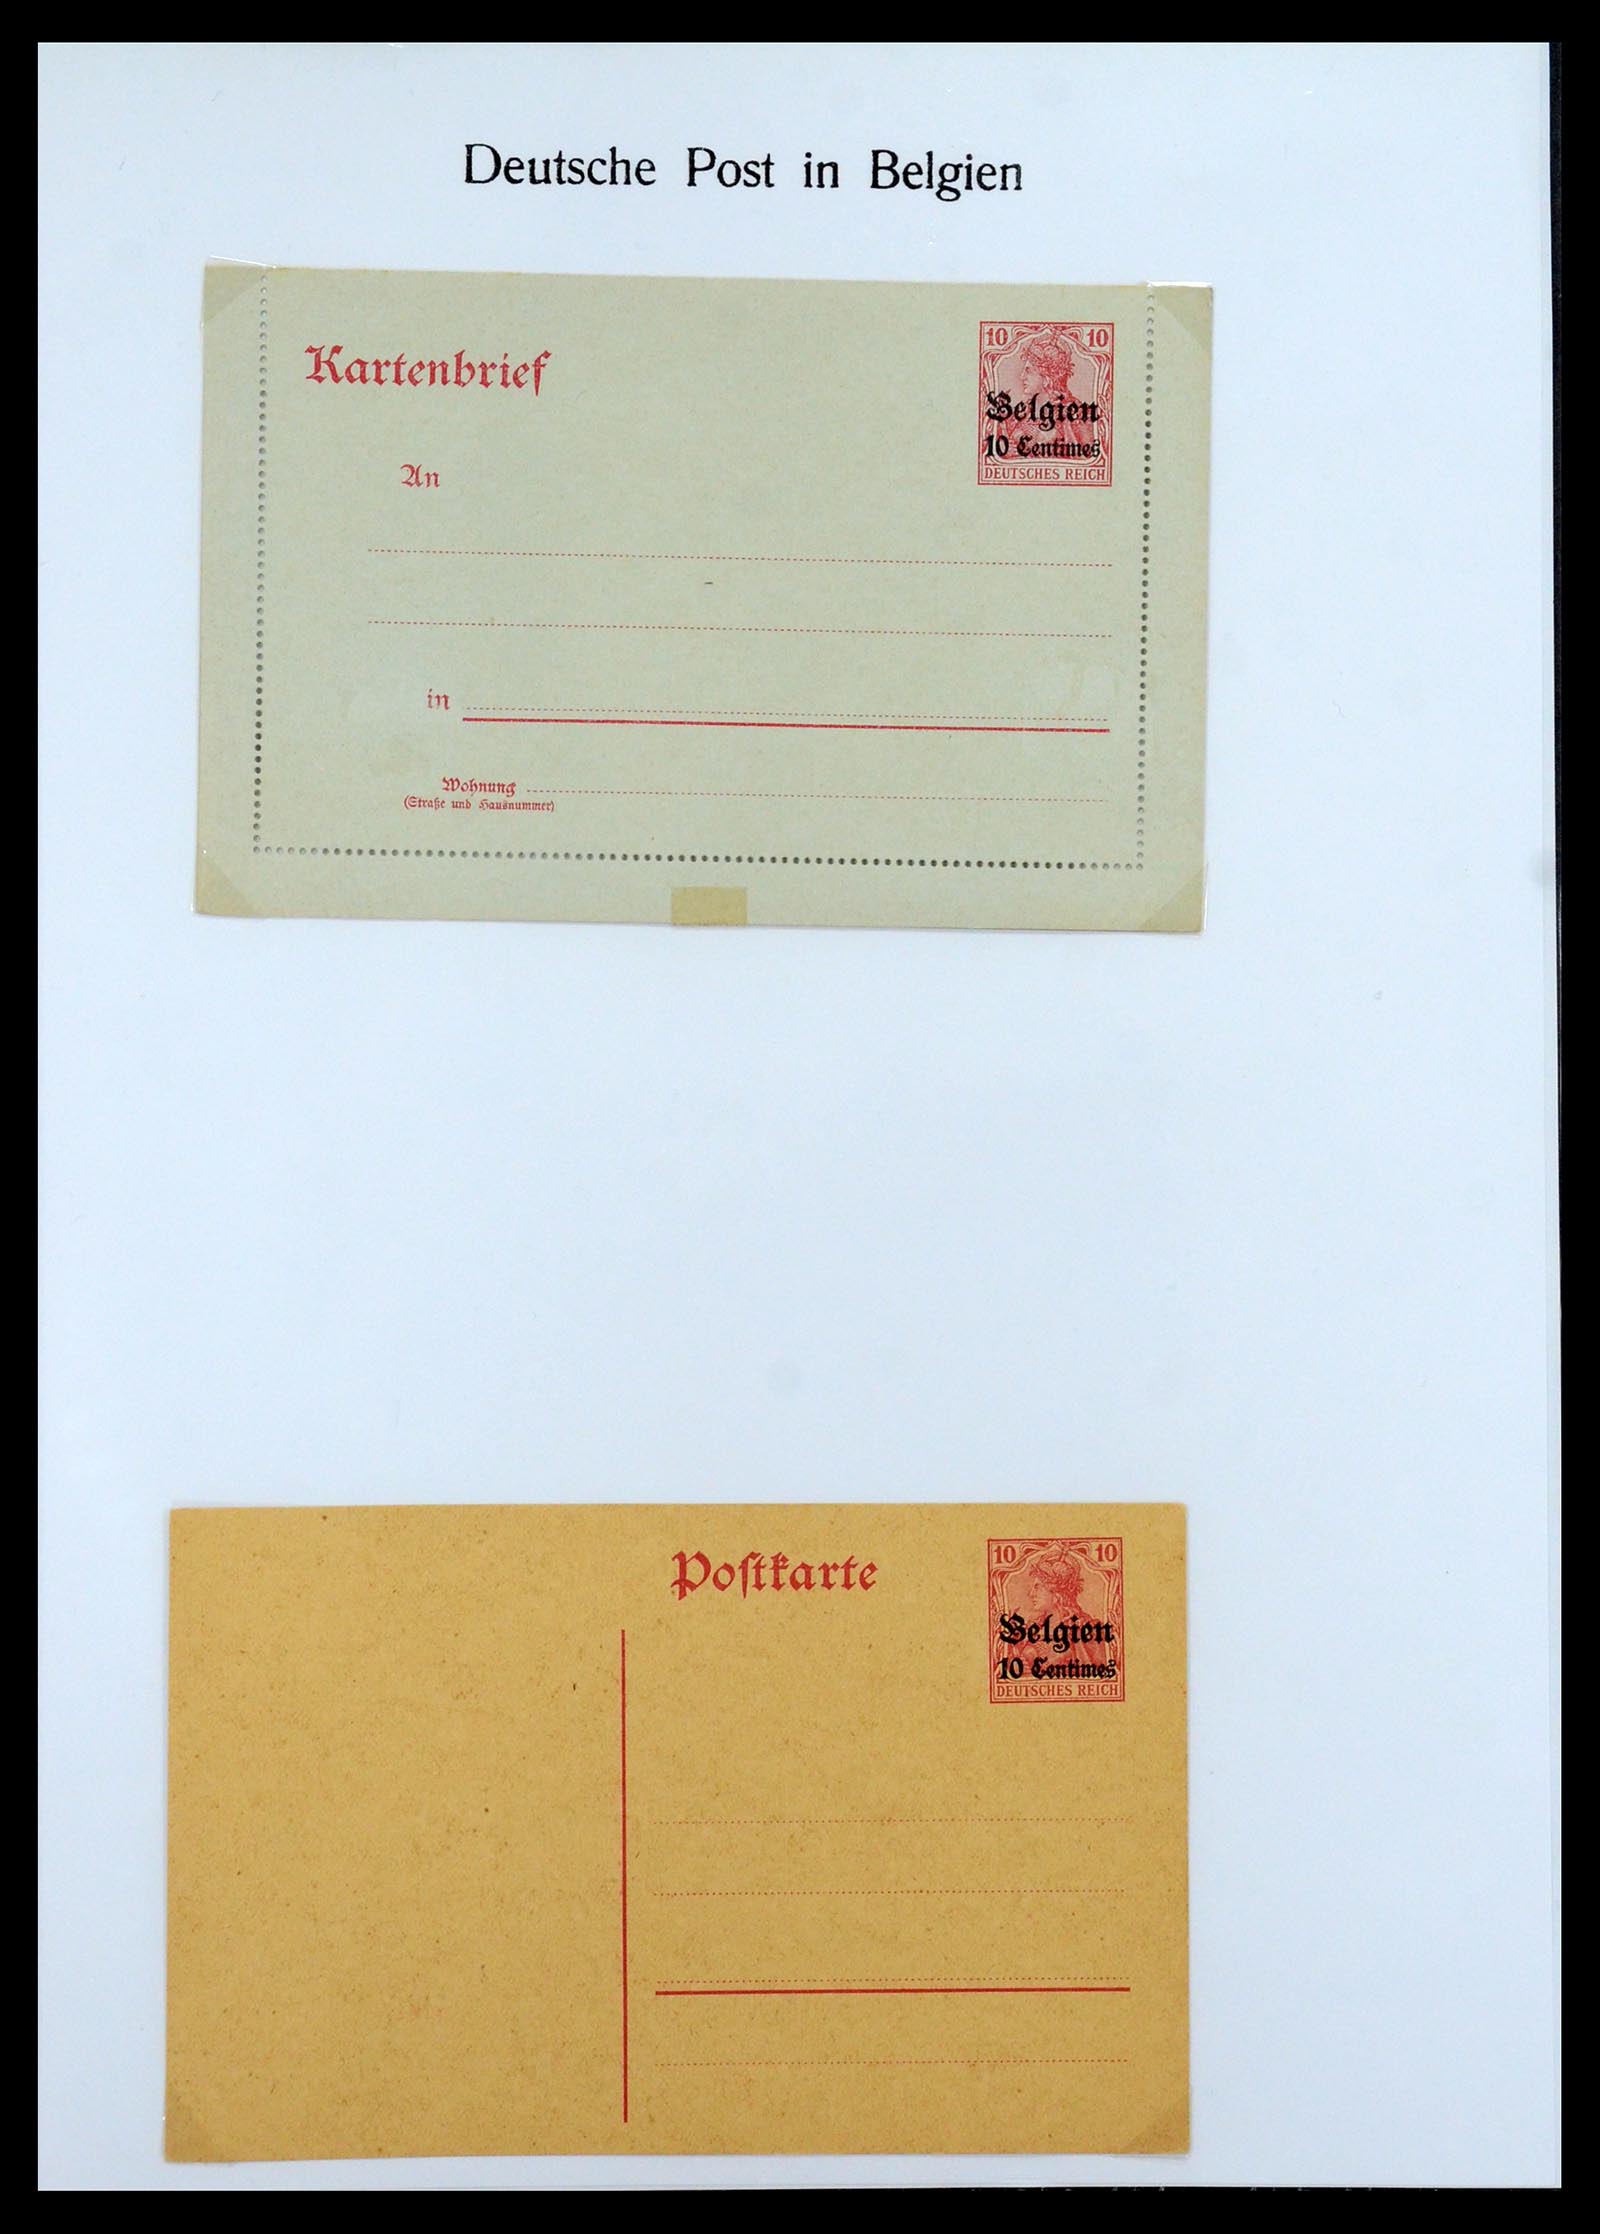 Deutsche Post in Belgien
Kartenbrief
10 10
Belgien
10 Centimes
DEUTSCHES REICH
An
in
Wohnung
(Straße und Hausnummer)
Postkarte
10 10
Belgien
10 Centimes
DEUTSCHES REICH